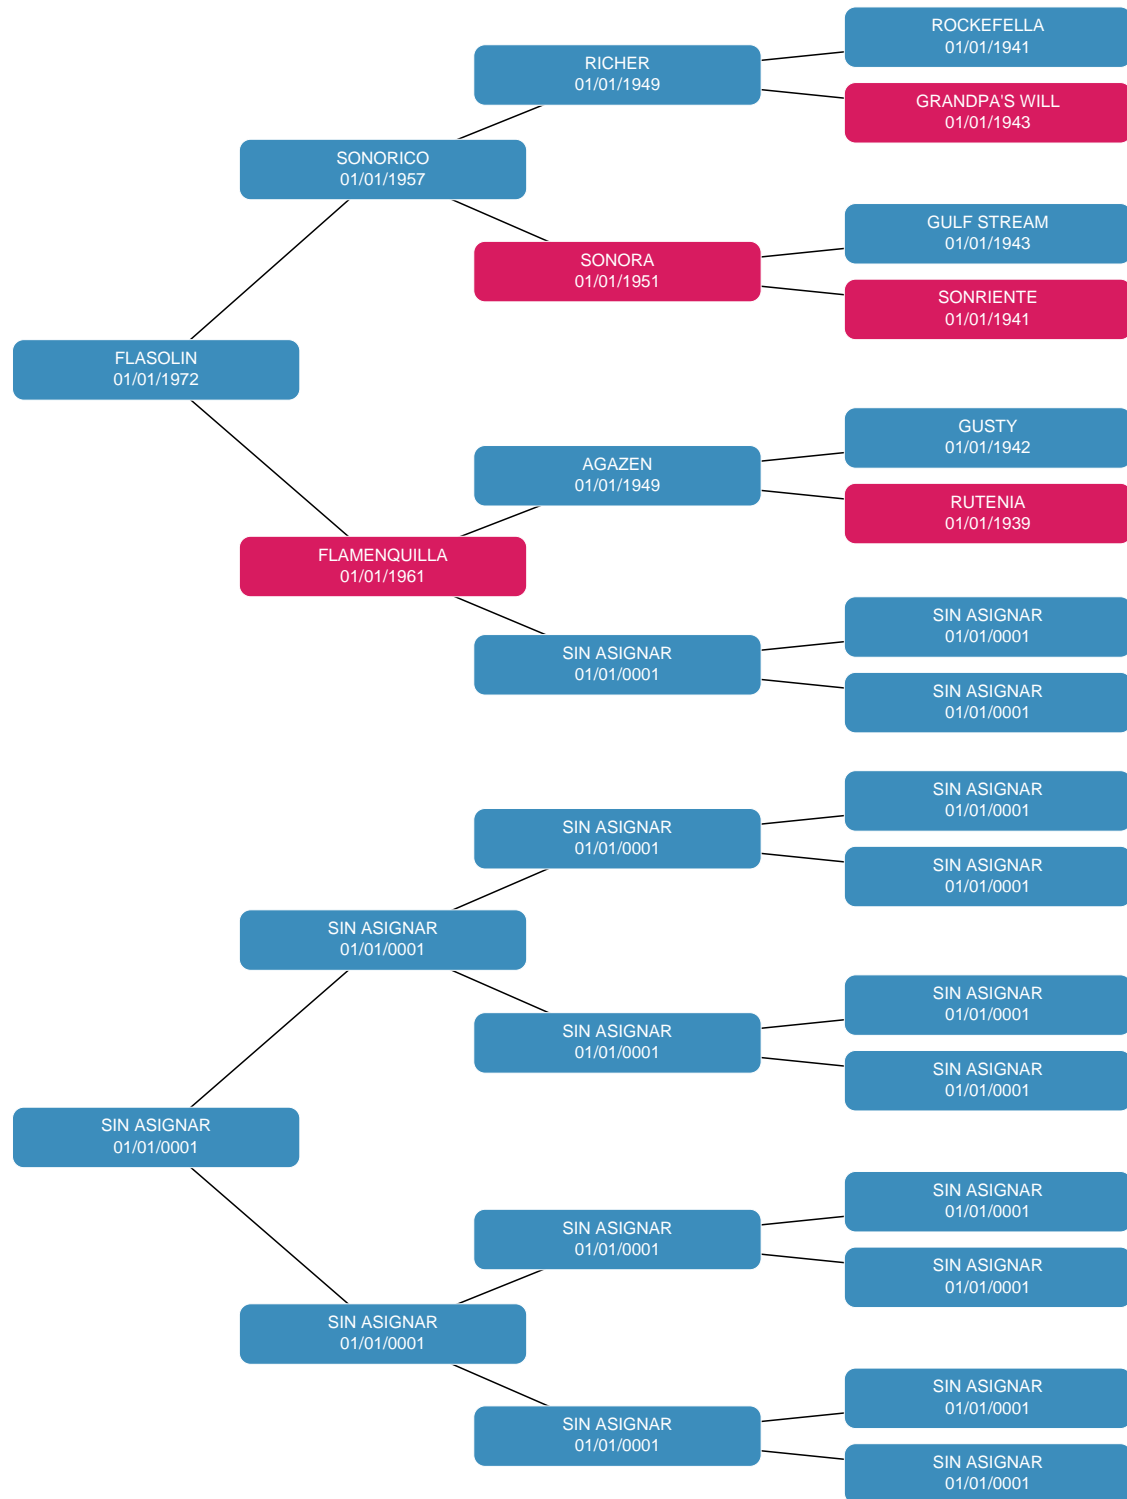 ROCKEFELLA
01/01/1941
RICHER
01/01/1949
GRANDPA'S WILL
01/01/1943
SONORICO
01/01/1957
GULF STREAM
01/01/1943
SONORA
01/01/1951
SONRIENTE
01/01/1941
FLASOLIN
01/01/1972
GUSTY
01/01/1942
AGAZEN
01/01/1949
RUTENIA
01/01/1939
FLAMENQUILLA
01/01/1961
SIN ASIGNAR
01/01/0001
SIN ASIGNAR
01/01/0001
SIN ASIGNAR
01/01/0001
SIN ASIGNAR
01/01/0001
SIN ASIGNAR
01/01/0001
SIN ASIGNAR
01/01/0001
SIN ASIGNAR
01/01/0001
SIN ASIGNAR
01/01/0001
SIN ASIGNAR
01/01/0001
SIN ASIGNAR
01/01/0001
SIN ASIGNAR
01/01/0001
SIN ASIGNAR
01/01/0001
SIN ASIGNAR
01/01/0001
SIN ASIGNAR
01/01/0001
SIN ASIGNAR
01/01/0001
SIN ASIGNAR
01/01/0001
SIN ASIGNAR
01/01/0001
SIN ASIGNAR
01/01/0001